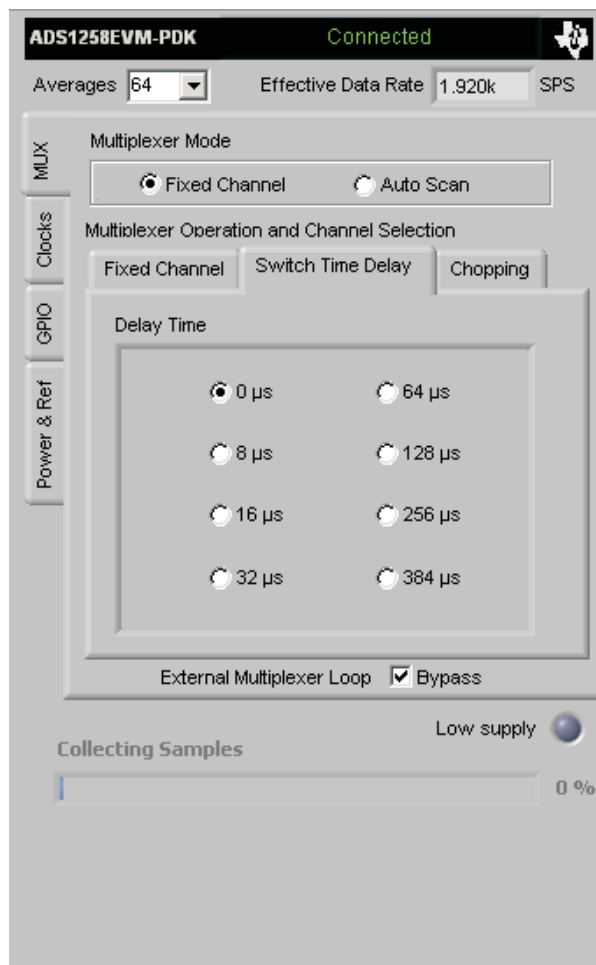 ADS1258EVM-PDK Connected
Averages 64 Effective Data Rate 1.920k SPS
MUX
Clocks
GPIO
Power & Ref
Multiplexer Mode
Fixed Channel Auto Scan
Multiplexer Operation and Channel Selection
Fixed Channel Switch Time Delay Chopping
Delay Time
0 µs 64 µs
8 µs 128 µs
16 µs 256 µs
32 µs 384 µs
External Multiplexer Loop Bypass
Low supply
Collecting Samples
0 %